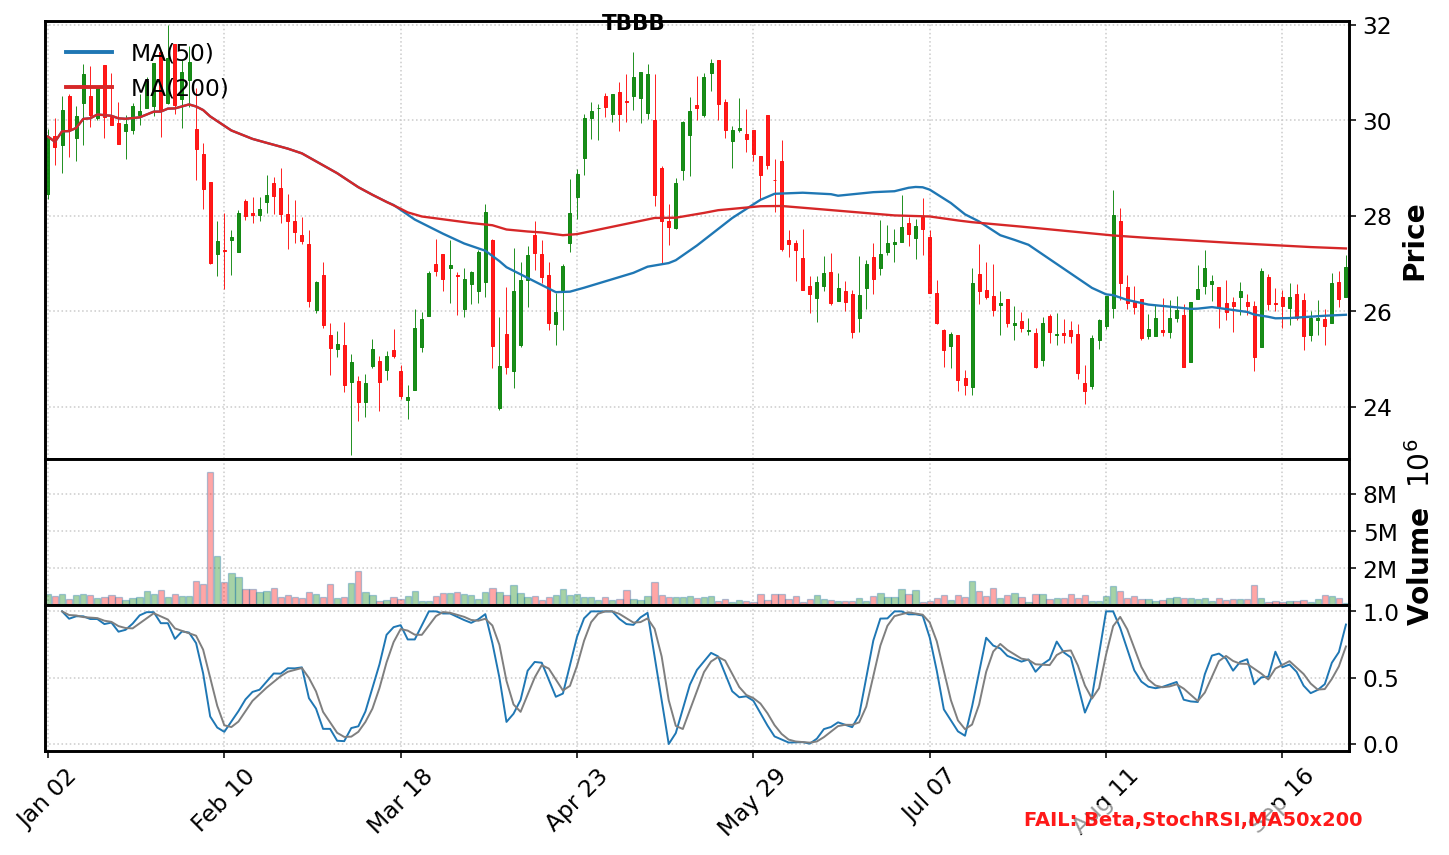 TBBB
MA(50)
MA(200)
32
30
28
26
24
Price
8M
5M
2M
Volume 10^6
1.0
0.5
0.0
Jan 02
Feb 10
Mar 18
Apr 23
May 29
Jul 07
Aug 11
Sep 16
FAIL: Beta,StochRSI,MA50x200